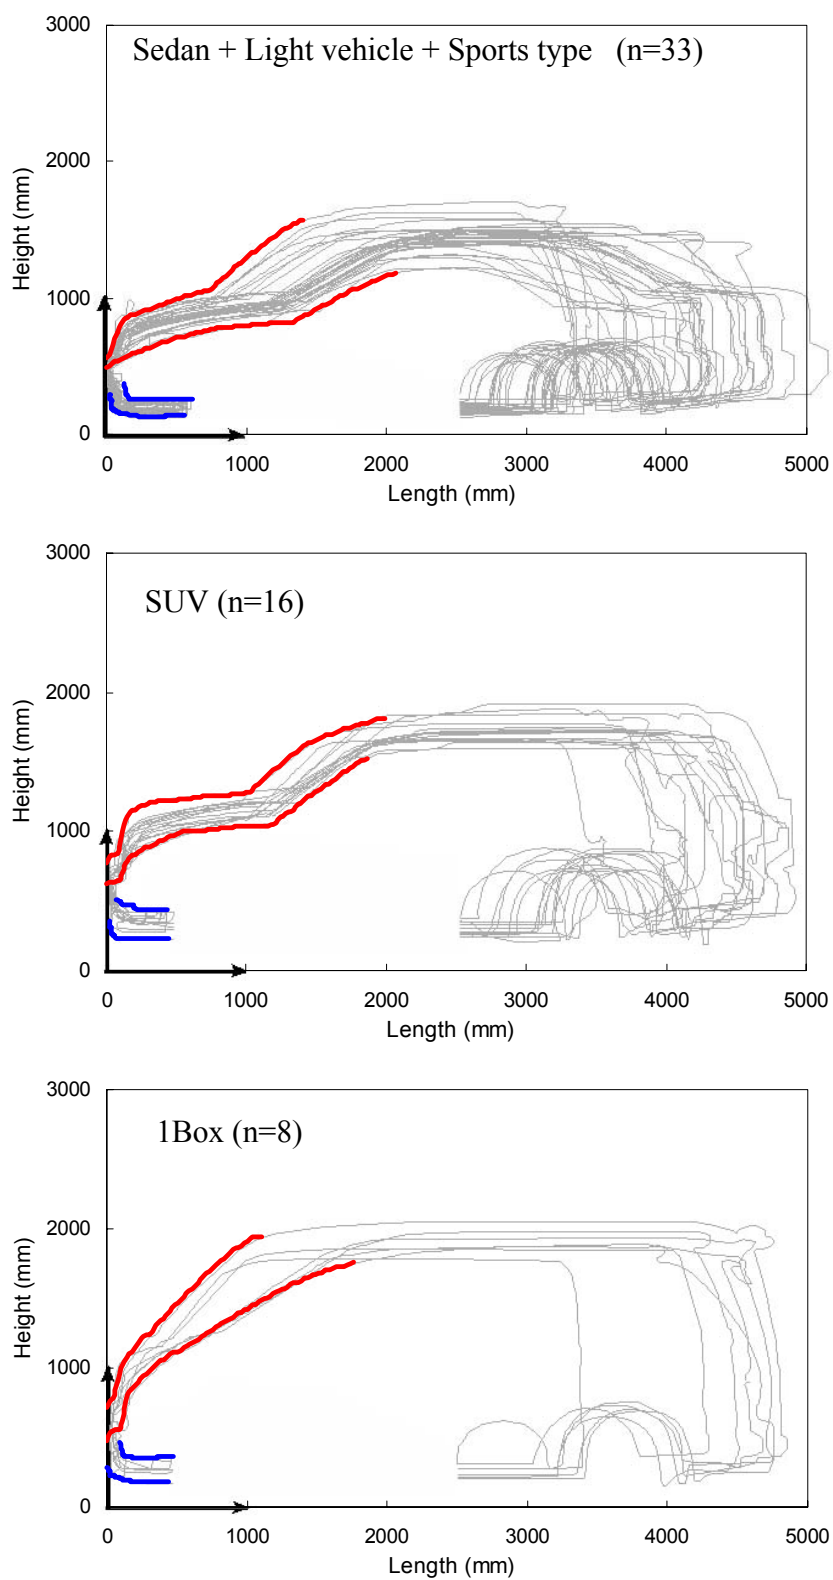 Sedan + Light vehicle + Sports type (n=33)
3000
2000
1000
0
Height (mm)
0 1000 2000 3000 4000 5000
Length (mm)
SUV (n=16)
3000
2000
1000
0
Height (mm)
0 1000 2000 3000 4000 5000
Length (mm)
1Box (n=8)
3000
2000
1000
0
Height (mm)
0 1000 2000 3000 4000 5000
Length (mm)